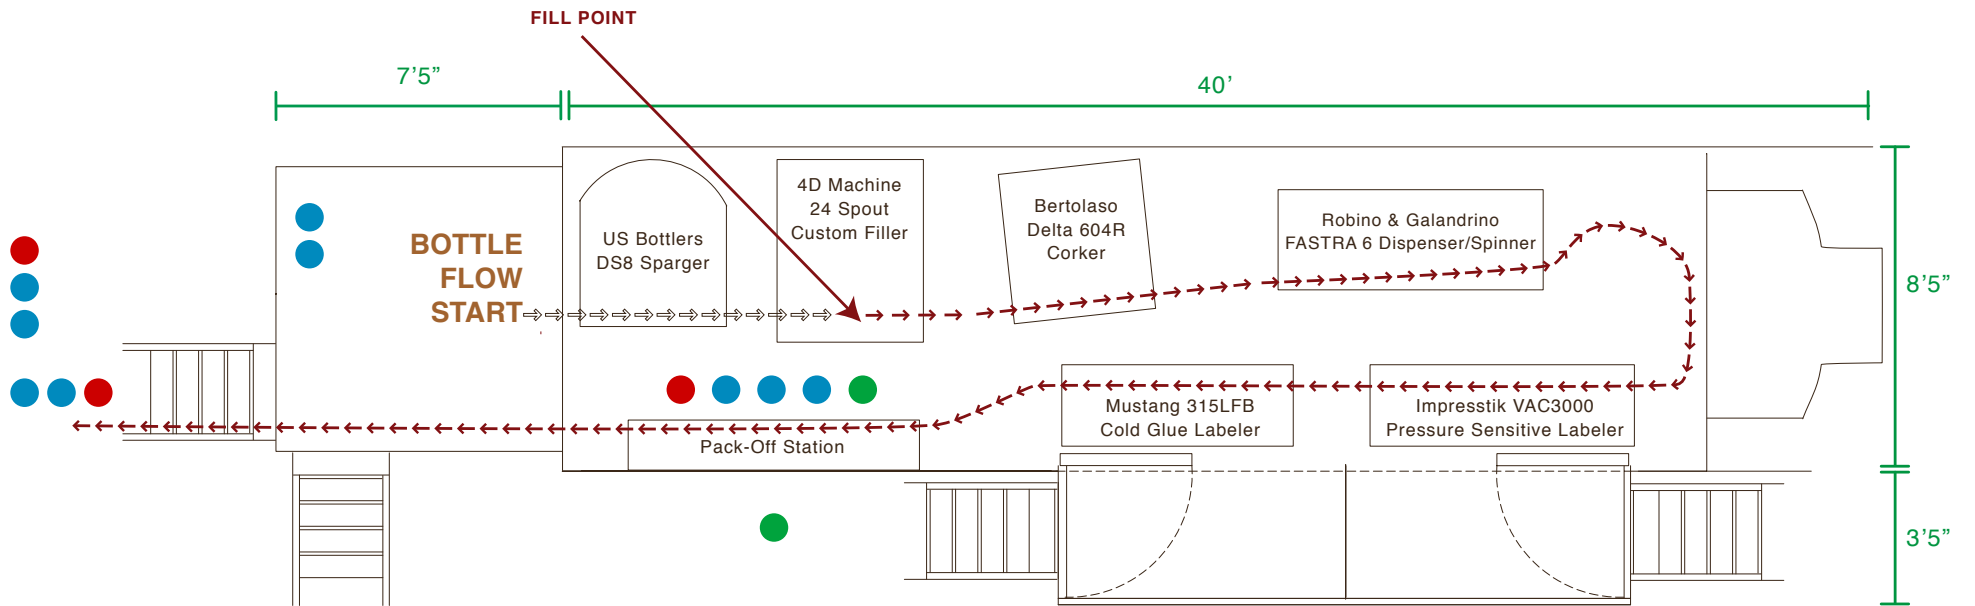 FILL POINT
7’5”
40’
BOTTLE
FLOW
START
US Bottlers
DS8 Sparger
4D Machine
24 Spout
Custom Filler
Bertolaso
Delta 604R
Corker
Robino & Galandrino
FASTRA 6 Dispenser/Spinner
8’5”
Mustang 315LFB
Cold Glue Labeler
Impresstik VAC3000
Pressure Sensitive Labeler
Pack-Off Station
3’5”